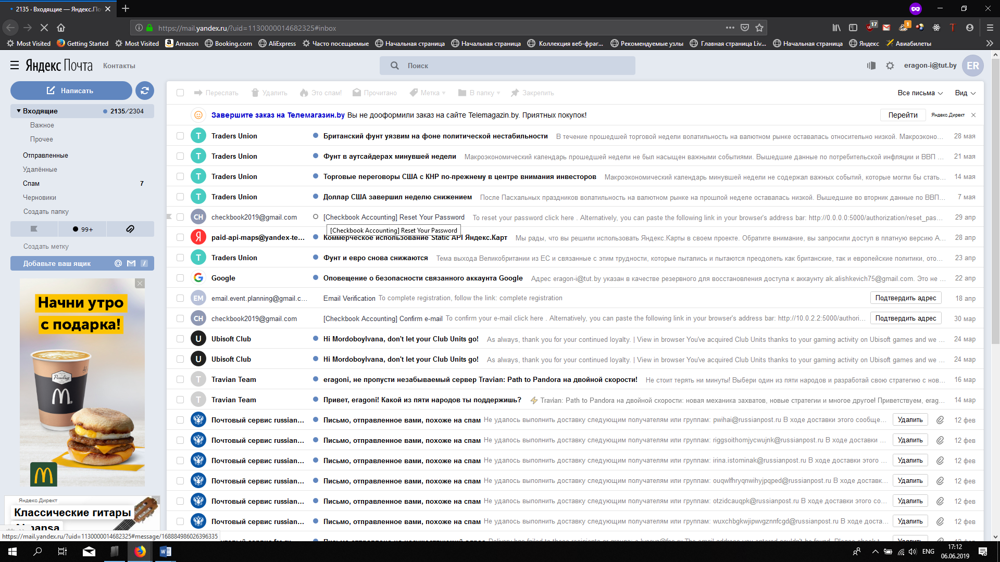 2135 · Входящие — Яндекс.По
https://mail.yandex.ru/?uid=1130000014682325#inbox
17
1
Most Visited Getting Started Most Visited Amazon Booking.com AliExpress Часто посещаемые Начальная страница Начальная страница Коллекция веб-фраг... Рекомендуемые узлы Главная страница Liv... Начальная страница Яндекс Авиабилеты
Яндекс Почта Контакты Поиск eragon-i@tut.by ER
Написать
Переслать Удалить Это спам! Прочитано Метка В папку Закрепить Все письма Вид
Входящие 2135/2304
Важное
Прочее
Отправленные
Удалённые
Спам 7
Черновики
Создать папку
99+
Создать метку
Добавьте ваш ящик
Завершите заказ на Телемагазин.by Вы не дооформили заказ на сайте Telemagazin.by. Приятных покупок! Перейти Яндекс.Директ
T Traders Union Британский фунт уязвим на фоне политической нестабильности В течение прошедшей торговой недели волатильность на валютном рынке оставалась относительно низкой. Макроэконо... 28 мая
T Traders Union Фунт в аутсайдерах минувшей недели Макроэкономический календарь прошедшей недели не был насыщен важными событиями. Вышедшие данные по потребительской инфляции и ВВП ... 21 мая
T Traders Union Торговые переговоры США с КНР по-прежнему в центре внимания инвесторов Макроэкономический календарь минувшей недели не содержал важных событий, которые могли бы стать... 14 мая
T Traders Union Доллар США завершил неделю снижением После Пасхальных праздников волатильность на валютном рынке на прошлой неделе оставалась низкой. Вышедшие во вторник данные по ВВП... 7 мая
CH checkbook2019@gmail.com [Checkbook Accounting] Reset Your Password To reset your password click here . Alternatively, you can paste the following link in your browser's address bar: http://0.0.0.0:5000/authorization/reset_pas... 29 апр
[Checkbook Accounting] Reset Your Password
Я paid-api-maps@yandex-te... Коммерческое использование Static API Яндекс.Карт Мы рады, что вы решили использовать Яндекс.Карты в своем проекте. Обратите внимание, вы запросили доступ в платную версию A... 28 апр
T Traders Union Фунт и евро снова снижаются Тема выхода Великобритании из ЕС и связанные с этим трудности, которые пытались и пытаются преодолеть как британские, так и европейские политики, ото... 23 апр
G Google Оповещение о безопасности связанного аккаунта Google Адрес eragon-i@tut.by указан в качестве резервного для восстановления доступа к аккаунту ak.alishkevich75@gmail.com. Это не ... 22 апр
EM email.event.planning@gmail.c... Email Verification To complete registration, follow the link: complete registration Подтвердить адрес 18 апр
CH checkbook2019@gmail.com [Checkbook Accounting] Confirm e-mail To confirm your e-mail click here . Alternatively, you can paste the following link in your browser's address bar: http://10.0.2.2:5000/authori... Подтвердить адрес 30 мар
U Ubisoft Club Hi MordoboyIvana, don't let your Club Units go! As always, thank you for your continued loyalty. | View in browser You've acquired Club Units thanks to your gaming activity on Ubisoft games and we ... 24 мар
U Ubisoft Club Hi MordoboyIvana, don't let your Club Units go! As always, thank you for your continued loyalty. | View in browser You've acquired Club Units thanks to your gaming activity on Ubisoft games and we ... 24 мар
T Travian Team eragoni, не пропусти незабываемый сервер Travian: Path to Pandora на двойной скорости! Не стоит терять ни минуты! Выбери один из пяти народов и разработай свою стратегию с нов... 16 мар
T Travian Team Привет, eragoni! Какой из пяти народов ты поддержишь? Travian: Path to Pandora на двойной скорости: новая механика захватов, новые стратегии и многое другое! Приветствуем, erag... 14 мар
Почтовый сервис russian... Письмо, отправленное вами, похоже на спам Не удалось выполнить доставку следующим получателям или группам: pwihai@russianpost.ru В ходе доставки этого сообще... Удалить 12 фев
Почтовый сервис russian... Письмо, отправленное вами, похоже на спам Не удалось выполнить доставку следующим получателям или группам: riggsoithomjycwujnk@russianpost.ru В ходе доставки ... Удалить 12 фев
Почтовый сервис russian... Письмо, отправленное вами, похоже на спам Не удалось выполнить доставку следующим получателям или группам: irina.istominak@russianpost.ru В ходе доставки этого ... Удалить 12 фев
Почтовый сервис russian... Письмо, отправленное вами, похоже на спам Не удалось выполнить доставку следующим получателям или группам: ouqwlfhryqnwihyjpqped@russianpost.ru В ходе доставк... Удалить 12 фев
Почтовый сервис russian... Письмо, отправленное вами, похоже на спам Не удалось выполнить доставку следующим получателям или группам: otzidcauqpk@russianpost.ru В ходе доставки этого со... Удалить 12 фев
Почтовый сервис russian... Письмо, отправленное вами, похоже на спам Не удалось выполнить доставку следующим получателям или группам: wuxchbgkwjipwvgznnfcgd@russianpost.ru В ходе доста... Удалить 12 фев
Начни утро
с подарка!
Paulig
Яндекс.Директ
Классические гитары
https://mail.yandex.ru/?uid=1130000014682325#message/168884986026396335
ENG
17:12
06.06.2019